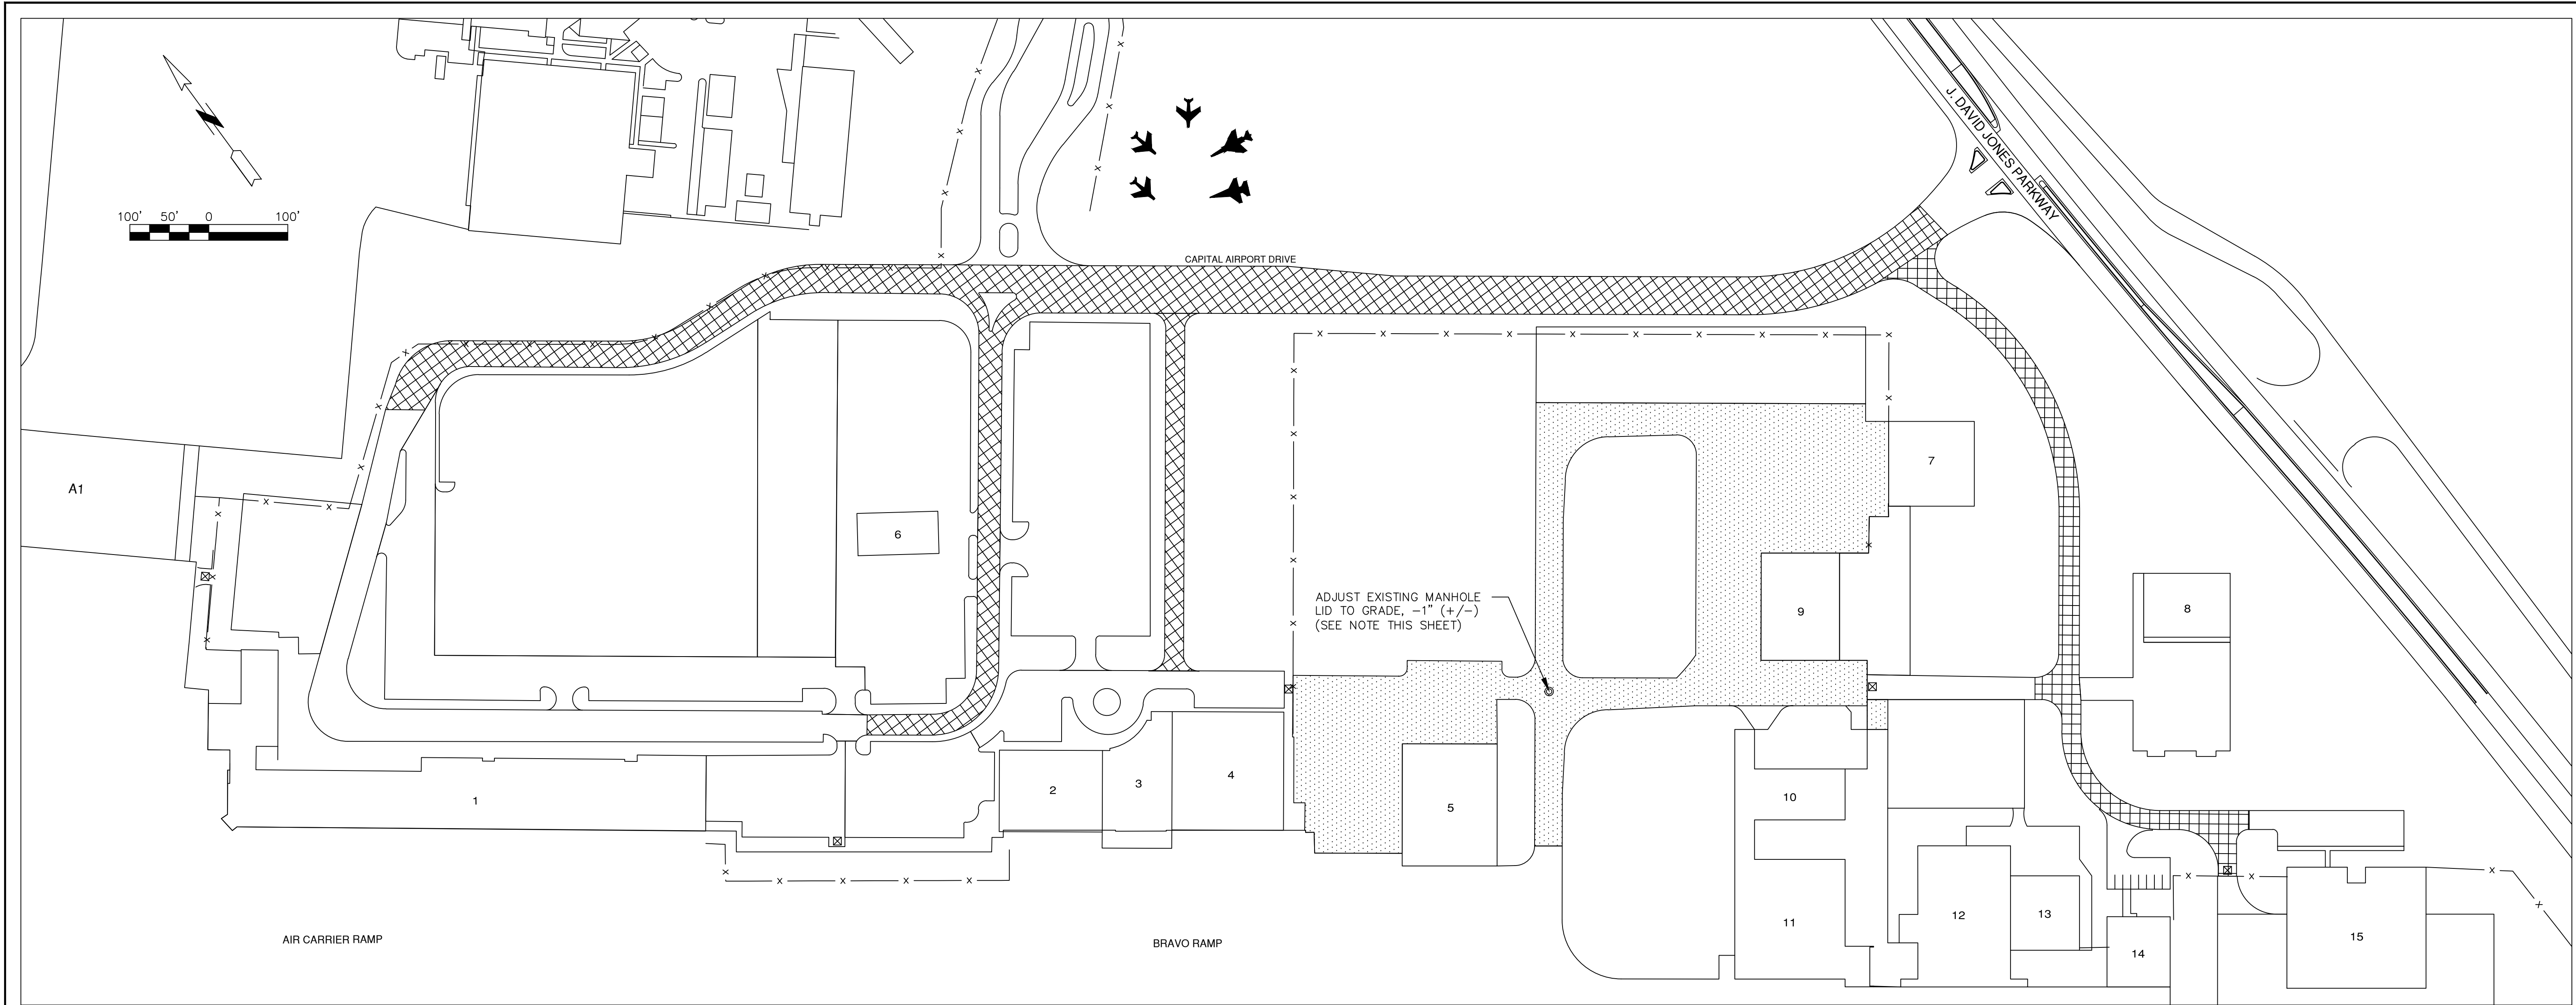 J. DAVID JONES PARKWAY
100' 50' 0 100'
CAPITAL AIRPORT DRIVE
A1
7
6
ADJUST EXISTING MANHOLE
LID TO GRADE, –1" (+/–)
(SEE NOTE THIS SHEET)
9
8
1
2
3
4
5
10
11
12
13
14
15
AIR CARRIER RAMP
BRAVO RAMP